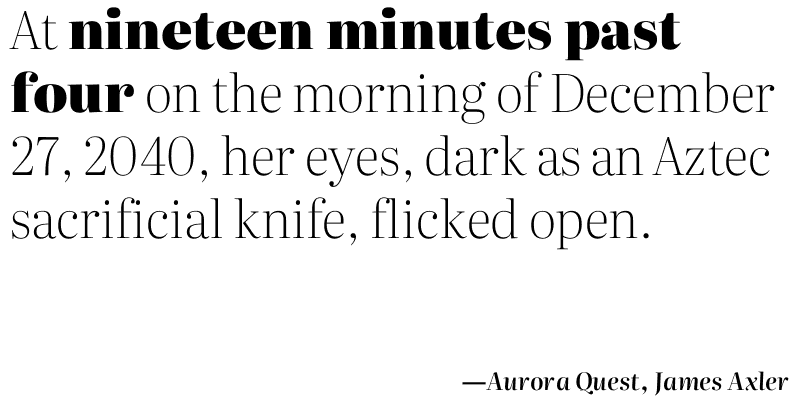 At nineteen minutes past
four on the morning of December
27, 2040, her eyes, dark as an Aztec
sacrificial knife, flicked open.
—Aurora Quest, James Axler